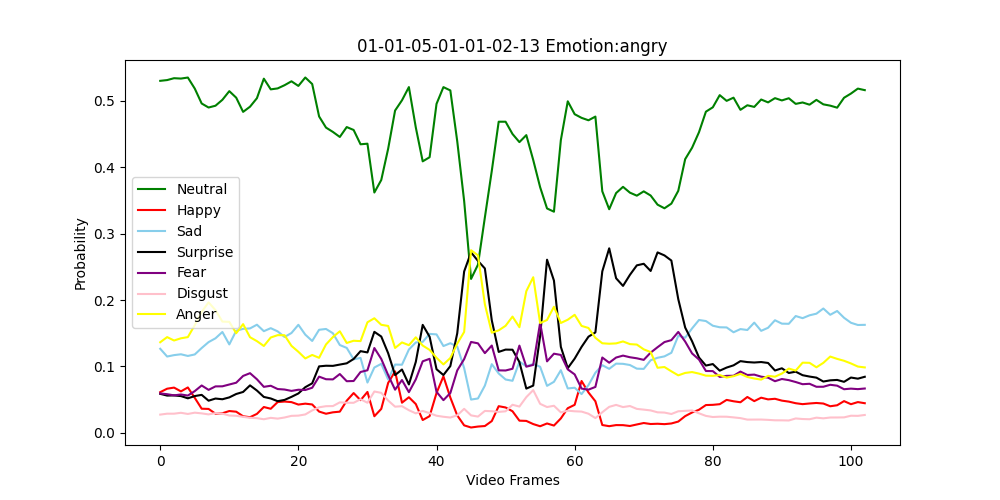 01-01-05-01-01-02-13 Emotion:angry
Probability
0.5
0.4
0.3
0.2
0.1
0.0
Neutral
Happy
Sad
Surprise
Fear
Disgust
Anger
0 20 40 60 80 100
Video Frames